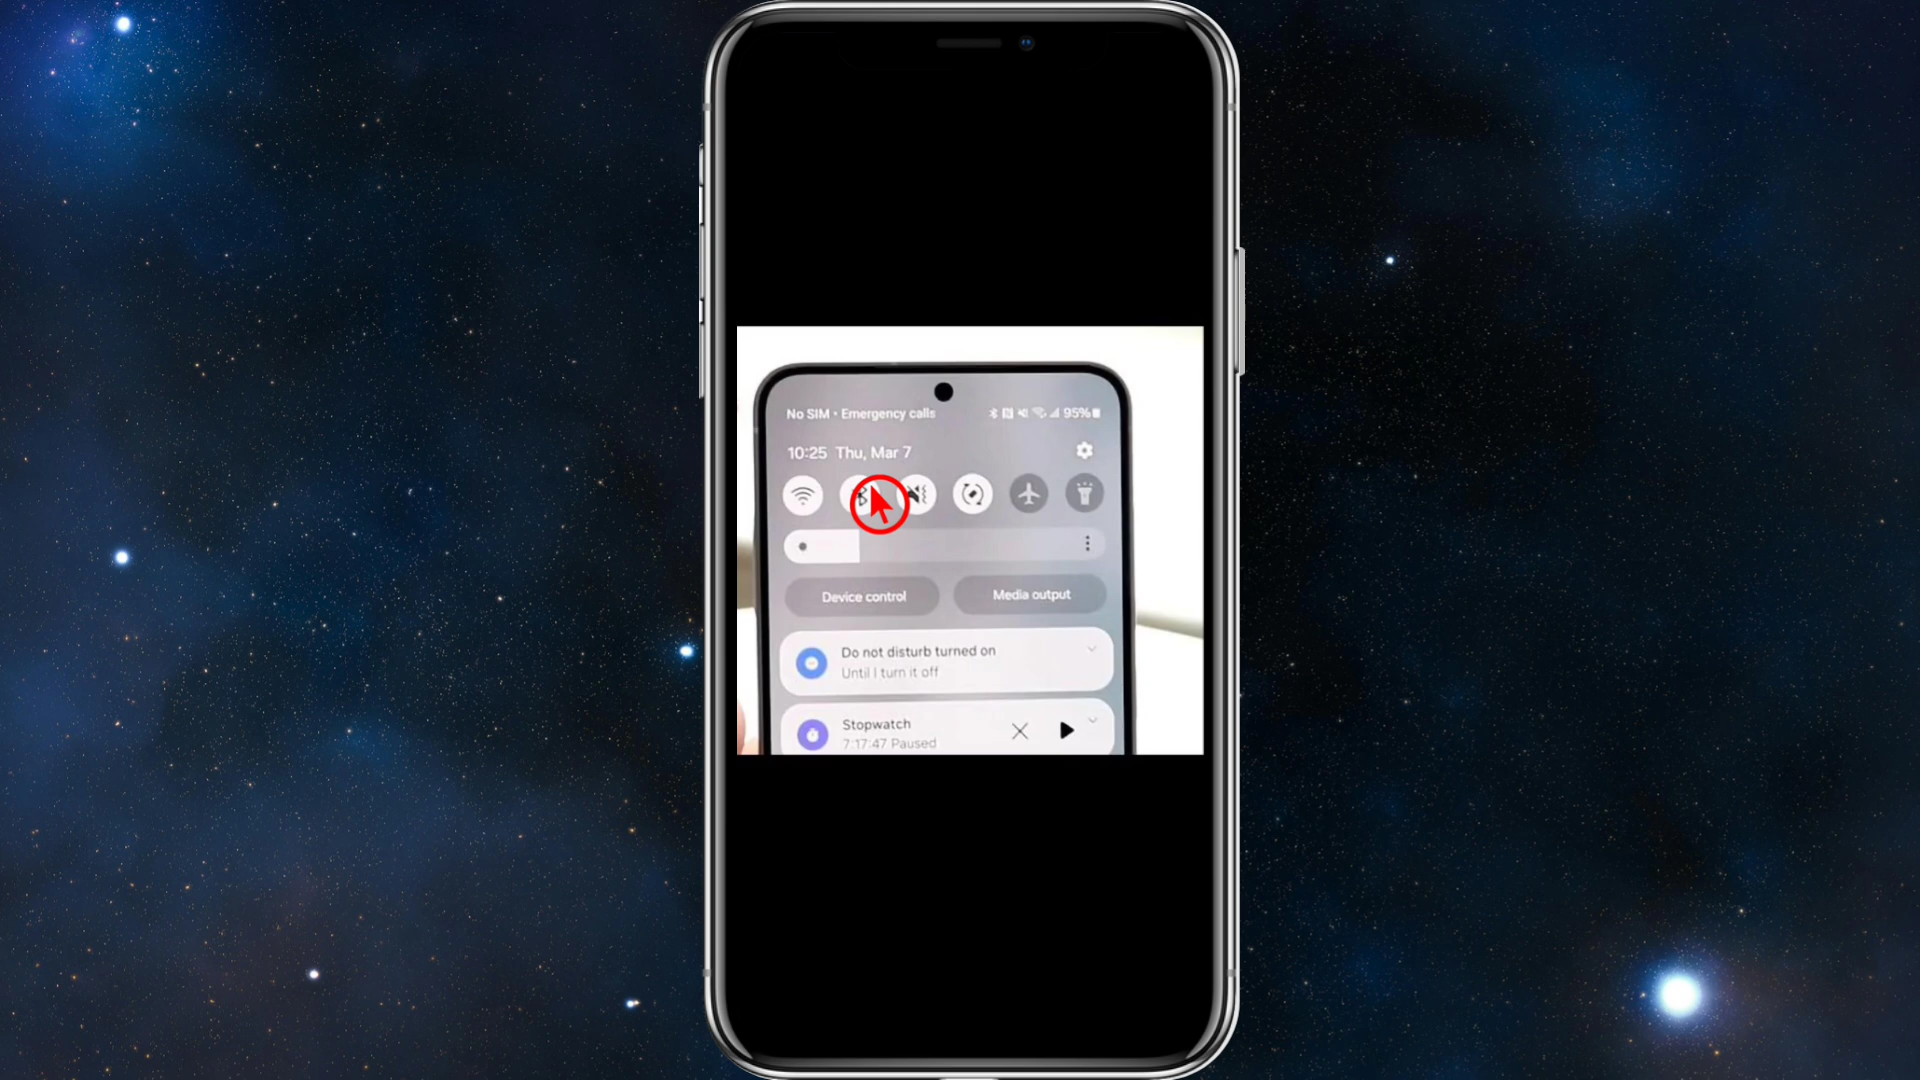 No SIM • Emergency calls 95%
10:25 Thu, Mar 7
Device control Media output
Do not disturb turned on
Until I turn it off
Stopwatch
7:17:47 Paused